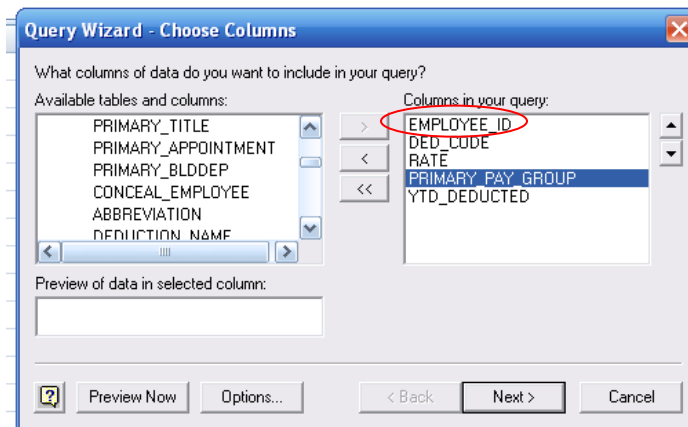 Query Wizard - Choose Columns
What columns of data do you want to include in your query?
Available tables and columns:
PRIMARY_TITLE
PRIMARY_APPOINTMENT
PRIMARY_BLDDEP
CONCEAL_EMPLOYEE
ABBREVIATION
DEDUCTION_NAME
>
<
<<
Columns in your query:
EMPLOYEE_ID
DED_CODE
RATE
PRIMARY_PAY_GROUP
YTD_DEDUCTED
Preview of data in selected column:
Preview Now
Options...
< Back
Next >
Cancel